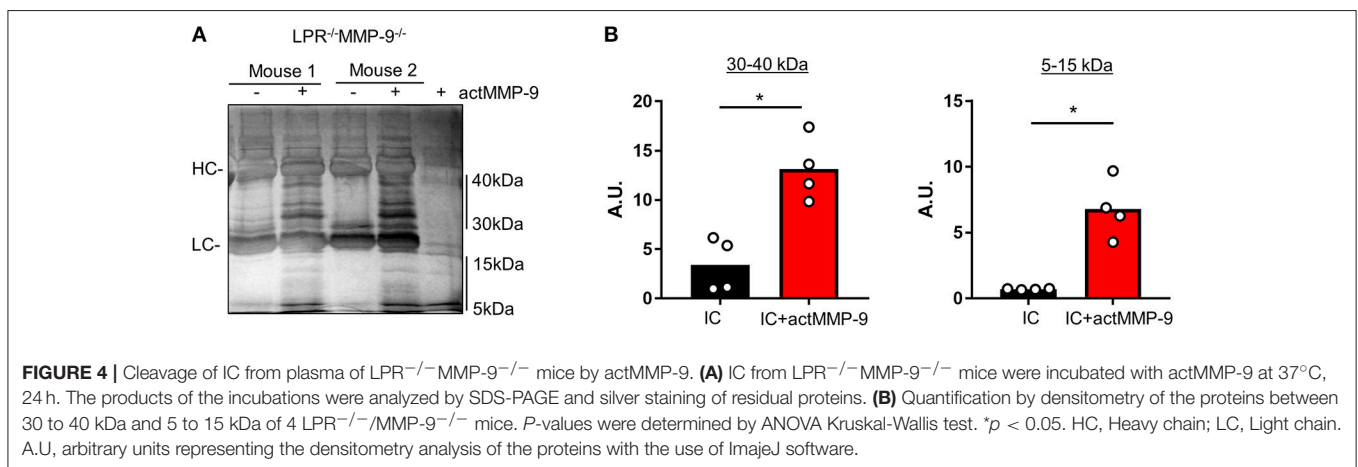 A
LPR-/-MMP-9-/-
Mouse 1 Mouse 2
- + - + + actMMP-9
HC-
40kDa
30kDa
LC-
15kDa
5kDa
B
30-40 kDa
20
15
10
5
0
A.U.
*
IC IC+actMMP-9
5-15 kDa
15
10
5
0
A.U.
*
IC IC+actMMP-9
FIGURE 4 | Cleavage of IC from plasma of LPR−/−MMP-9−/− mice by actMMP-9. (A) IC from LPR−/−MMP-9−/− mice were incubated with actMMP-9 at 37°C,
24 h. The products of the incubations were analyzed by SDS-PAGE and silver staining of residual proteins. (B) Quantification by densitometry of the proteins between
30 to 40 kDa and 5 to 15 kDa of 4 LPR−/−/MMP-9−/− mice. P-values were determined by ANOVA Kruskal-Wallis test. *p < 0.05. HC, Heavy chain; LC, Light chain.
A.U, arbitrary units representing the densitometry analysis of the proteins with the use of ImajeJ software.